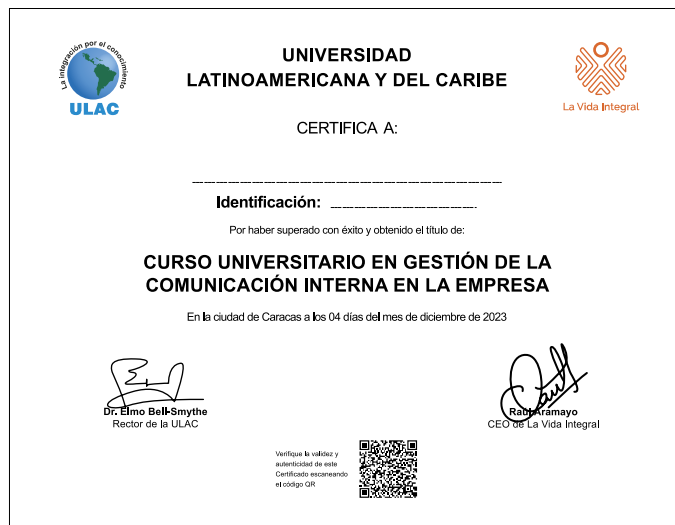 La integración por el conocimiento
ULAC
UNIVERSIDAD
LATINOAMERICANA Y DEL CARIBE
La Vida Integral
CERTIFICA A:
Identificación:
Por haber superado con éxito y obtenido el título de:
CURSO UNIVERSITARIO EN GESTIÓN DE LA
COMUNICACIÓN INTERNA EN LA EMPRESA
En la ciudad de Caracas a los 04 días del mes de diciembre de 2023
Dr. Elmo Bell-Smythe
Rector de la ULAC
Raúl Aramayo
CEO de La Vida Integral
Verifique la validez y
autenticidad de este
Certificado escaneando
el código QR